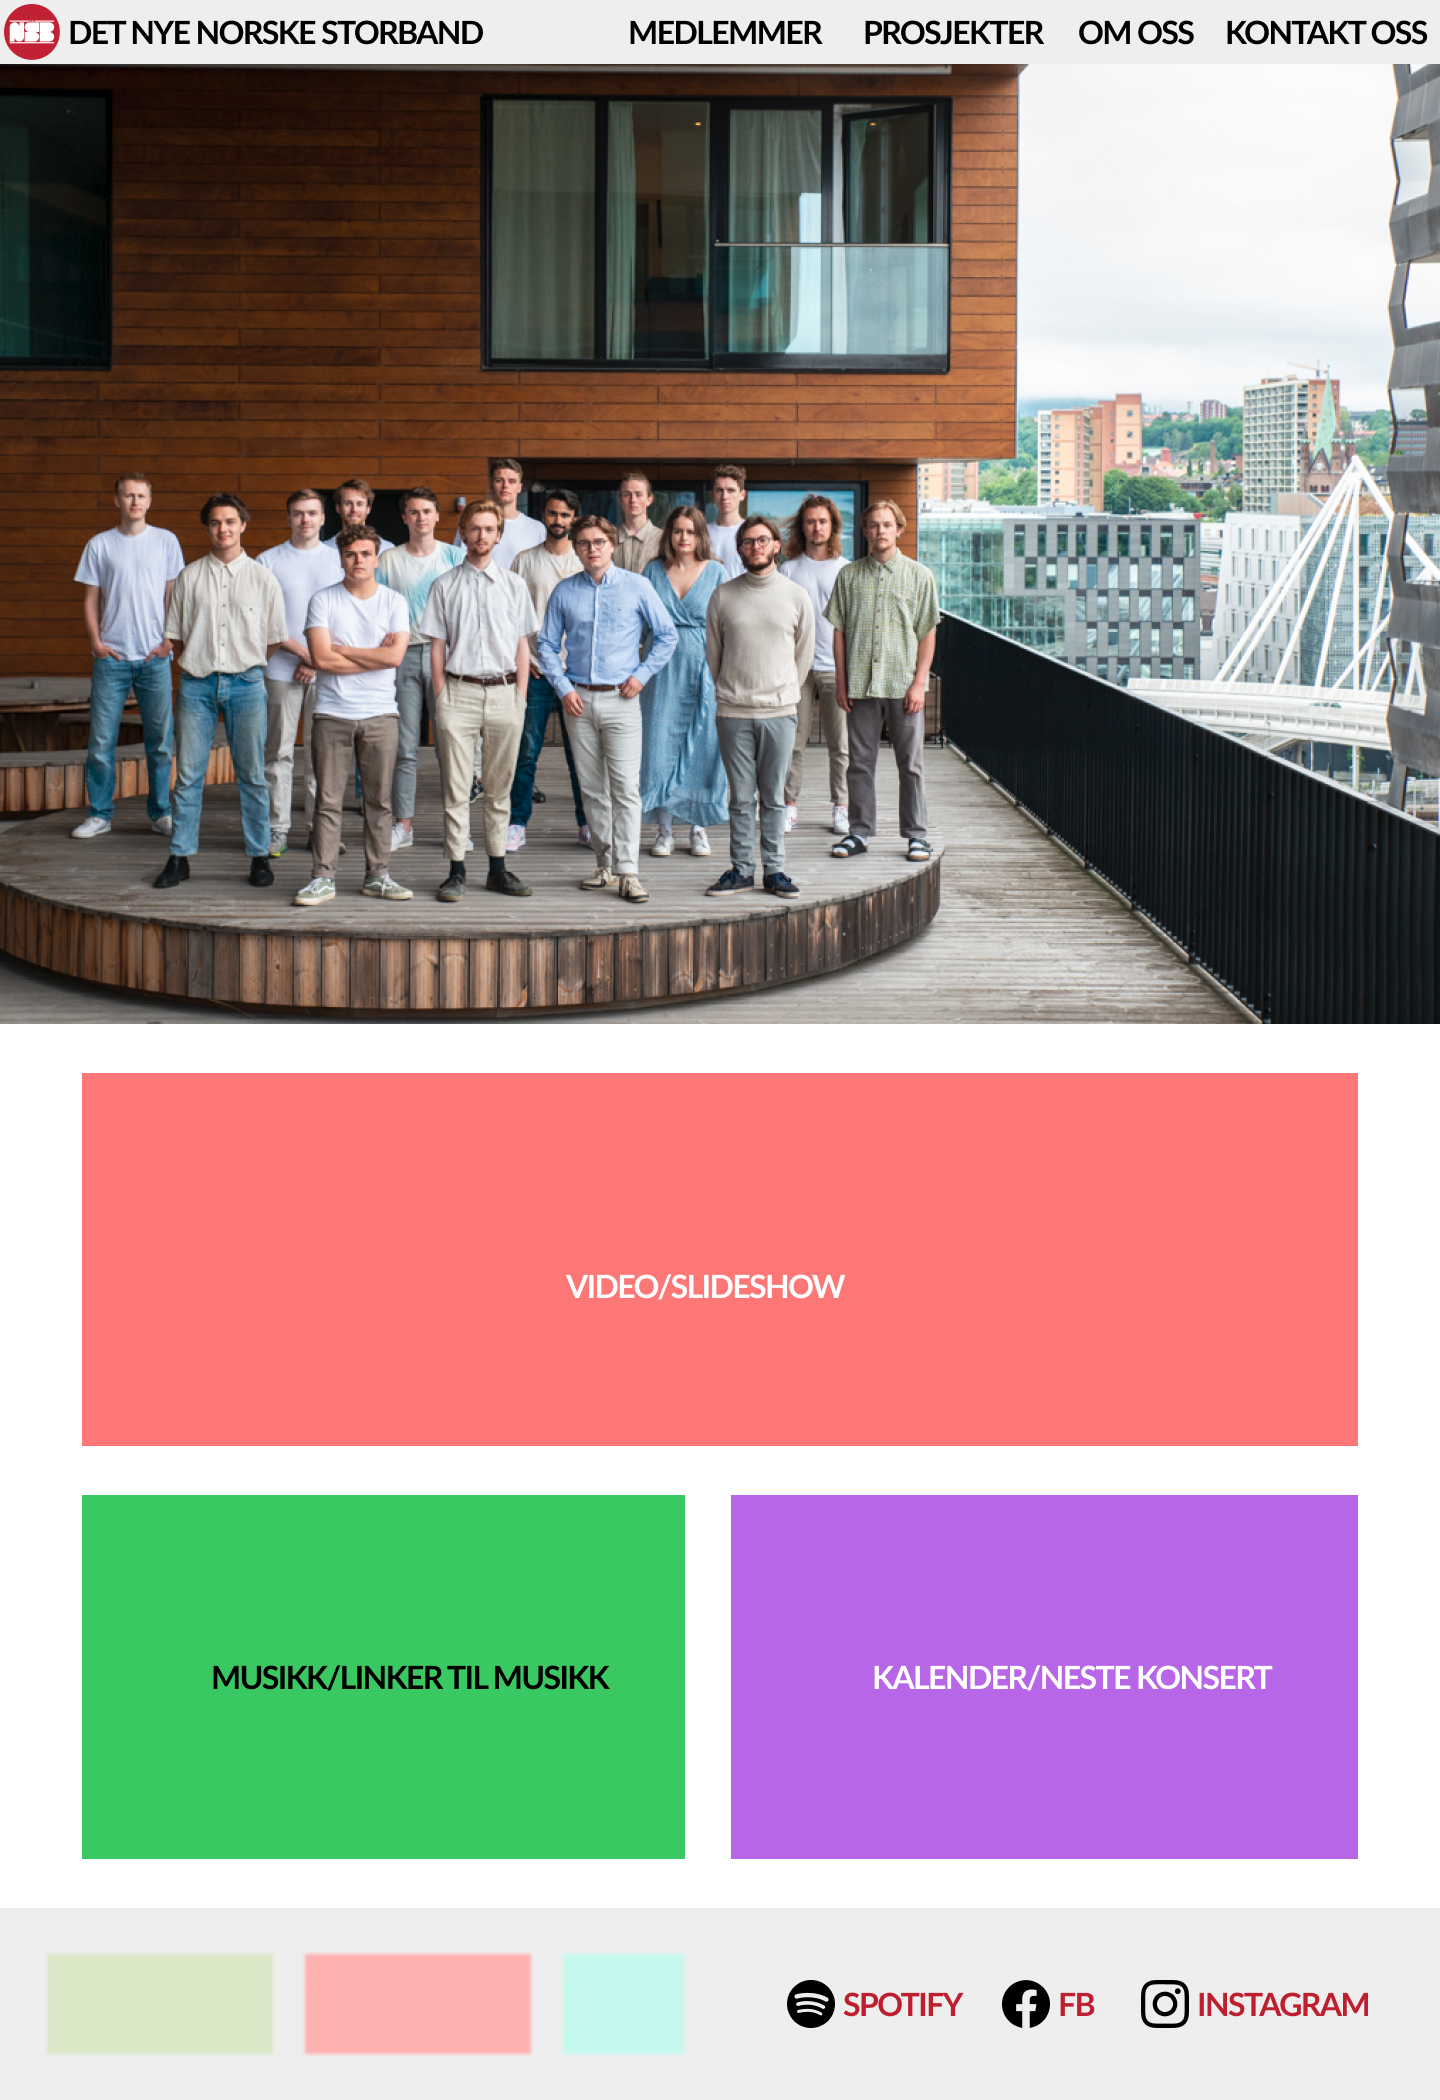 NSB DET NYE NORSKE STORBAND MEDLEMMER PROSJEKTER OM OSS KONTAKT OSS
VIDEO/SLIDESHOW
MUSIKK/LINKER TIL MUSIKK
KALENDER/NESTE KONSERT
SPOTIFY FB INSTAGRAM